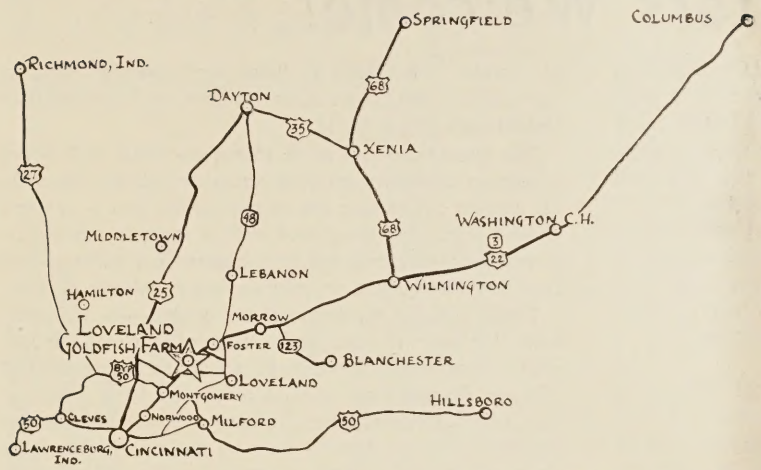 SPRINGFIELD
COLUMBUS
RICHMOND, IND.
68
DAYTON
35
XENIA
27
48
WASHINGTON C.H.
3
22
68
MIDDLETOWN
LEBANON
WILMINGTON
25
HAMILTON
MORROW
LOVELAND
GOLDFISH FARM
FOSTER
123
BLANCHESTER
BYP
50
LOVELAND
MONTGOMERY
HILLSBORO
50
CLEVES
NORWOOD
MILFORD
50
LAWRENCEBURG,
IND.
CINCINNATI